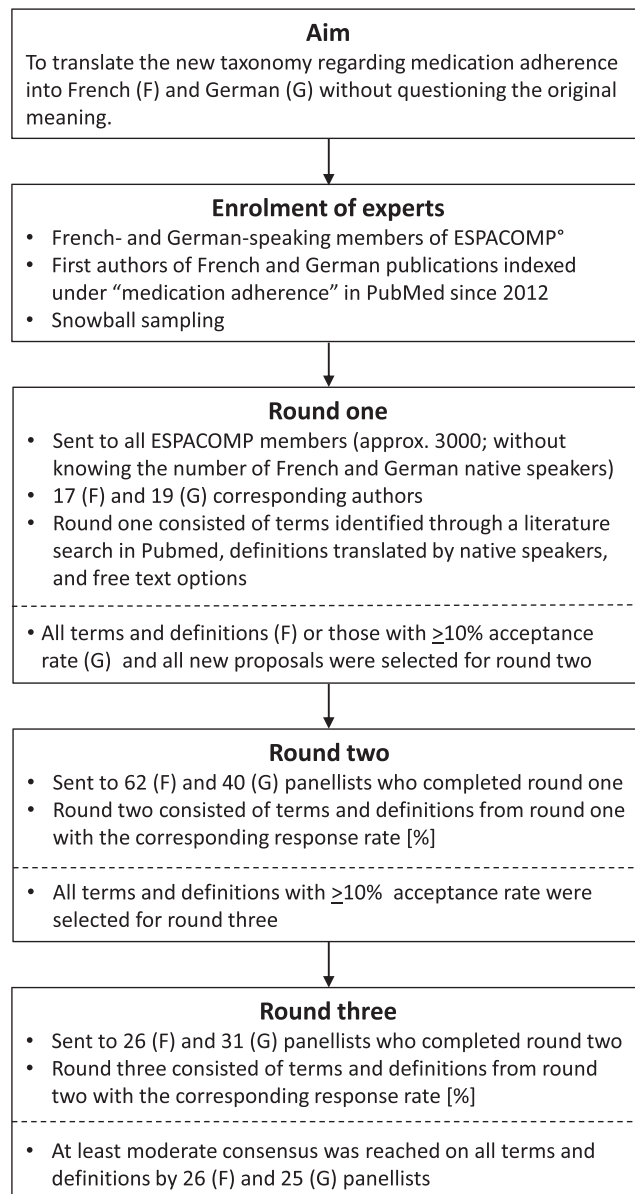 Aim
To translate the new taxonomy regarding medication adherence
into French (F) and German (G) without questioning the original
meaning.
Enrolment of experts
• French- and German-speaking members of ESPACOMP°
• First authors of French and German publications indexed
under “medication adherence” in PubMed since 2012
• Snowball sampling
Round one
• Sent to all ESPACOMP members (approx. 3000; without
knowing the number of French and German native speakers)
• 17 (F) and 19 (G) corresponding authors
• Round one consisted of terms identified through a literature
search in Pubmed, definitions translated by native speakers,
and free text options
• All terms and definitions (F) or those with ≥10% acceptance
rate (G) and all new proposals were selected for round two
Round two
• Sent to 62 (F) and 40 (G) panellists who completed round one
• Round two consisted of terms and definitions from round one
with the corresponding response rate [%]
• All terms and definitions with ≥10% acceptance rate were
selected for round three
Round three
• Sent to 26 (F) and 31 (G) panellists who completed round two
• Round three consisted of terms and definitions from round
two with the corresponding response rate [%]
• At least moderate consensus was reached on all terms and
definitions by 26 (F) and 25 (G) panellists